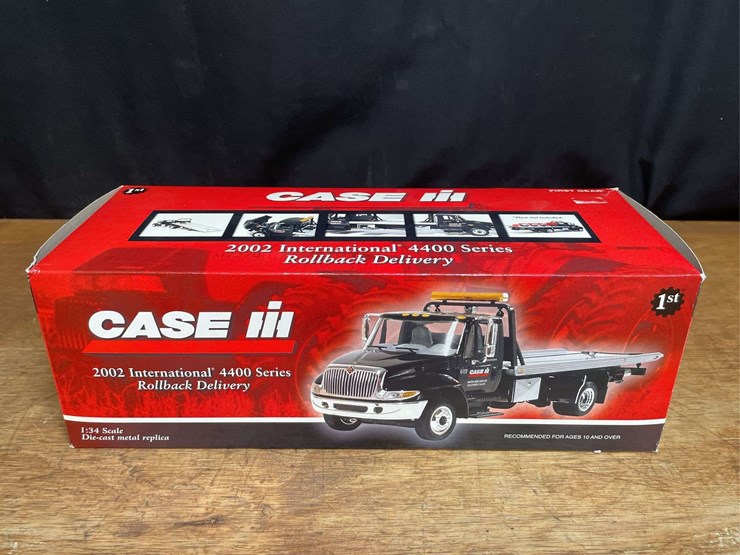 1st
CASE IH
FIRST GEAR
2002 International® 4400 Series
Rollback Delivery
CASE IH
1st
2002 International® 4400 Series
Rollback Delivery
CASE IH
1:34 Scale
Die-cast metal replica
RECOMMENDED FOR AGES 10 AND OVER